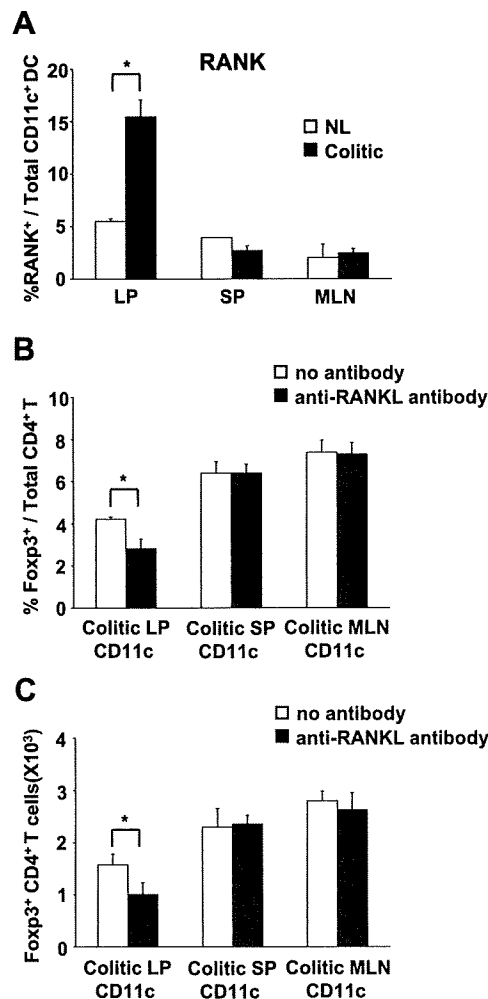 A
RANK
*
NL
Colitic
%RANK⁺ / Total CD11c⁺DC
20
15
10
5
0
LP SP MLN
B
no antibody
anti-RANKL antibody
% Foxp3⁺ / Total CD4⁺T
10
8
6
4
2
0
*
Colitic LP Colitic SP Colitic MLN
CD11c CD11c CD11c
C
no antibody
anti-RANKL antibody
Foxp3⁺ CD4⁺T cells(X10³)
4
3
2
1
0
*
Colitic LP Colitic SP Colitic MLN
CD11c CD11c CD11c